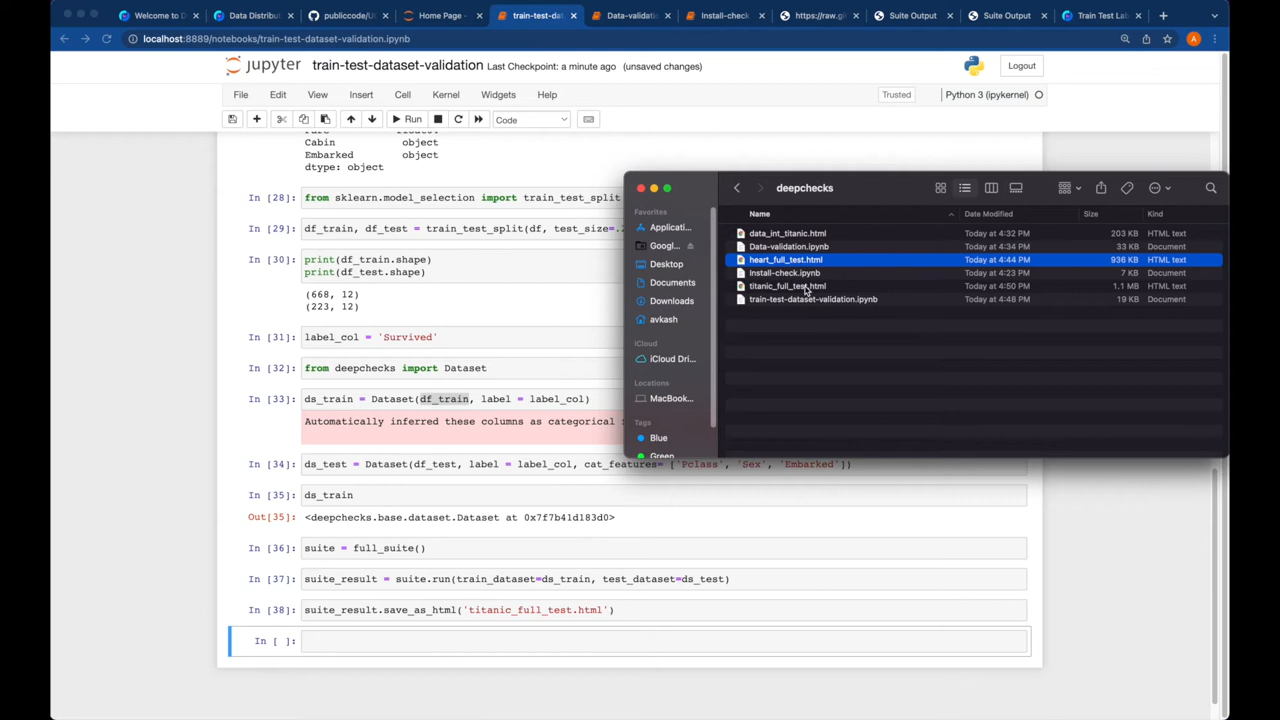 Welcome to D
Data Distribu
publiccode/U
Home Page -
train-test-dat
Data-validatio
Install-check
https://raw.gi
Suite Output
Suite Output
Train Test Lab
localhost:8889/notebooks/train-test-dataset-validation.ipynb
A
jupyter train-test-dataset-validation Last Checkpoint: a minute ago (unsaved changes)
Logout
File Edit View Insert Cell Kernel Widgets Help
Trusted
Python 3 (ipykernel)
Run
Code
Cabin object
Embarked object
dtype: object
In [28]: from sklearn.model_selection import train_test_split
In [29]: df_train, df_test = train_test_split(df, test_size=.
In [30]: print(df_train.shape)
print(df_test.shape)
(668, 12)
(223, 12)
In [31]: label_col = 'Survived'
In [32]: from deepchecks import Dataset
In [33]: ds_train = Dataset(df_train, label = label_col)
Automatically inferred these columns as categorical
In [34]: ds_test = Dataset(df_test, label = label_col, cat_features= ['Pclass', 'Sex', 'Embarked'])
In [35]: ds_train
Out[35]: <deepchecks.base.dataset.Dataset at 0x7f7b41d183d0>
In [36]: suite = full_suite()
In [37]: suite_result = suite.run(train_dataset=ds_train, test_dataset=ds_test)
In [38]: suite_result.save_as_html('titanic_full_test.html')
In [ ]:
deepchecks
Favorites
Applicati...
Googl...
Desktop
Documents
Downloads
avkash
iCloud
iCloud Dri...
Locations
MacBook...
Tags
Blue
Green
Name Date Modified Size Kind
data_int_titanic.html Today at 4:32 PM 203 KB HTML text
Data-validation.ipynb Today at 4:34 PM 33 KB Document
heart_full_test.html Today at 4:44 PM 936 KB HTML text
Install-check.ipynb Today at 4:23 PM 7 KB Document
titanic_full_test.html Today at 4:50 PM 1.1 MB HTML text
train-test-dataset-validation.ipynb Today at 4:48 PM 19 KB Document